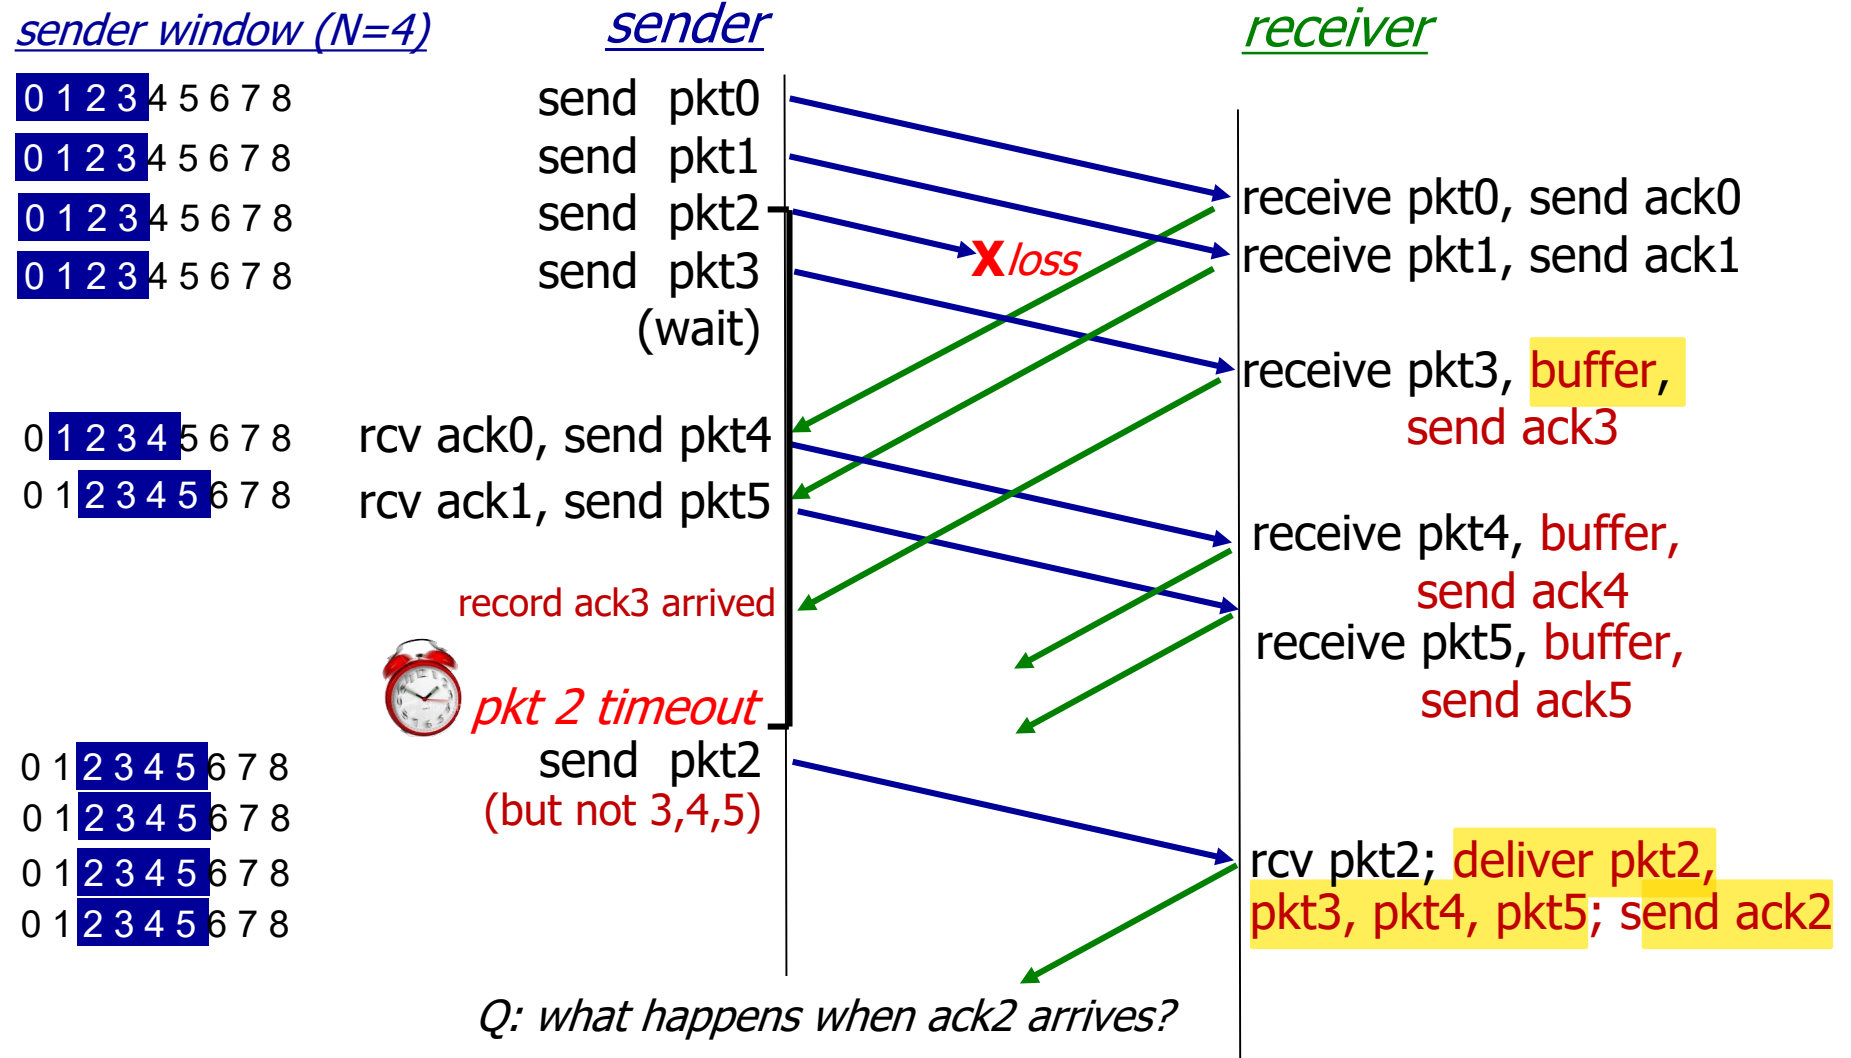 sender window (N=4) sender receiver
0 1 2 3 4 5 6 7 8 send pkt0
0 1 2 3 4 5 6 7 8 send pkt1
receive pkt0, send ack0
0 1 2 3 4 5 6 7 8 send pkt2
X loss
receive pkt1, send ack1
0 1 2 3 4 5 6 7 8 send pkt3
(wait)
receive pkt3, buffer,
send ack3
0 1 2 3 4 5 6 7 8 rcv ack0, send pkt4
0 1 2 3 4 5 6 7 8 rcv ack1, send pkt5
receive pkt4, buffer,
send ack4
record ack3 arrived
receive pkt5, buffer,
send ack5
pkt 2 timeout
0 1 2 3 4 5 6 7 8 send pkt2
0 1 2 3 4 5 6 7 8 (but not 3,4,5)
0 1 2 3 4 5 6 7 8 rcv pkt2; deliver pkt2,
0 1 2 3 4 5 6 7 8 pkt3, pkt4, pkt5; send ack2
Q: what happens when ack2 arrives?